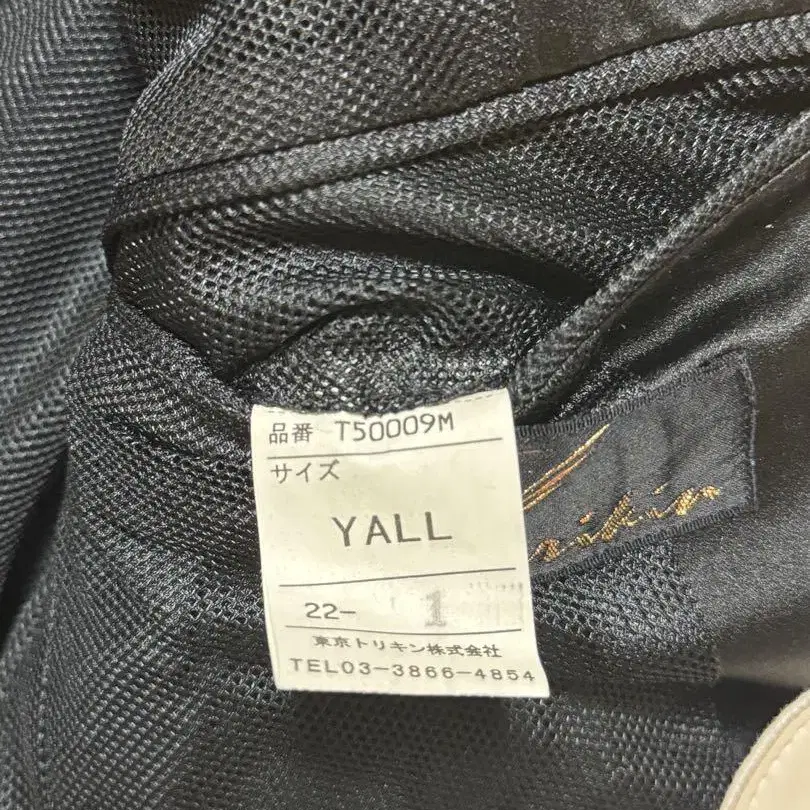 品番 T50009M
サイズ
YALL
22- 1
東京トリキン株式会社
TEL03-3866-4854